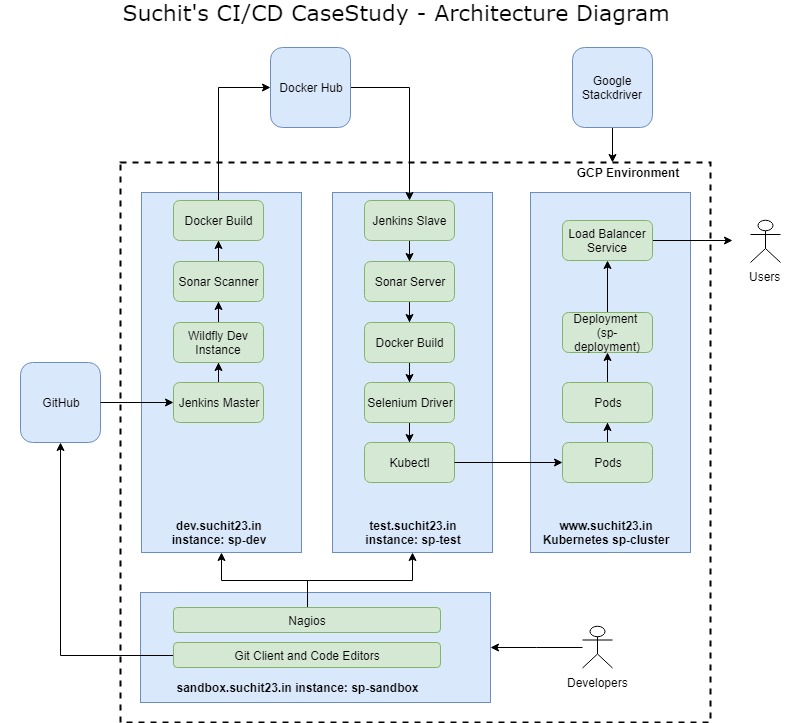 Suchit's CI/CD CaseStudy - Architecture Diagram
Docker Hub
Google
Stackdriver
GCP Environment
Docker Build
Sonar Scanner
Wildfly Dev
Instance
Jenkins Master
dev.suchit23.in
instance: sp-dev
Jenkins Slave
Sonar Server
Docker Build
Selenium Driver
Kubectl
test.suchit23.in
instance: sp-test
Load Balancer
Service
Deployment
(sp-
deployment)
Pods
Pods
www.suchit23.in
Kubernetes sp-cluster
Users
GitHub
Nagios
Git Client and Code Editors
sandbox.suchit23.in instance: sp-sandbox
Developers